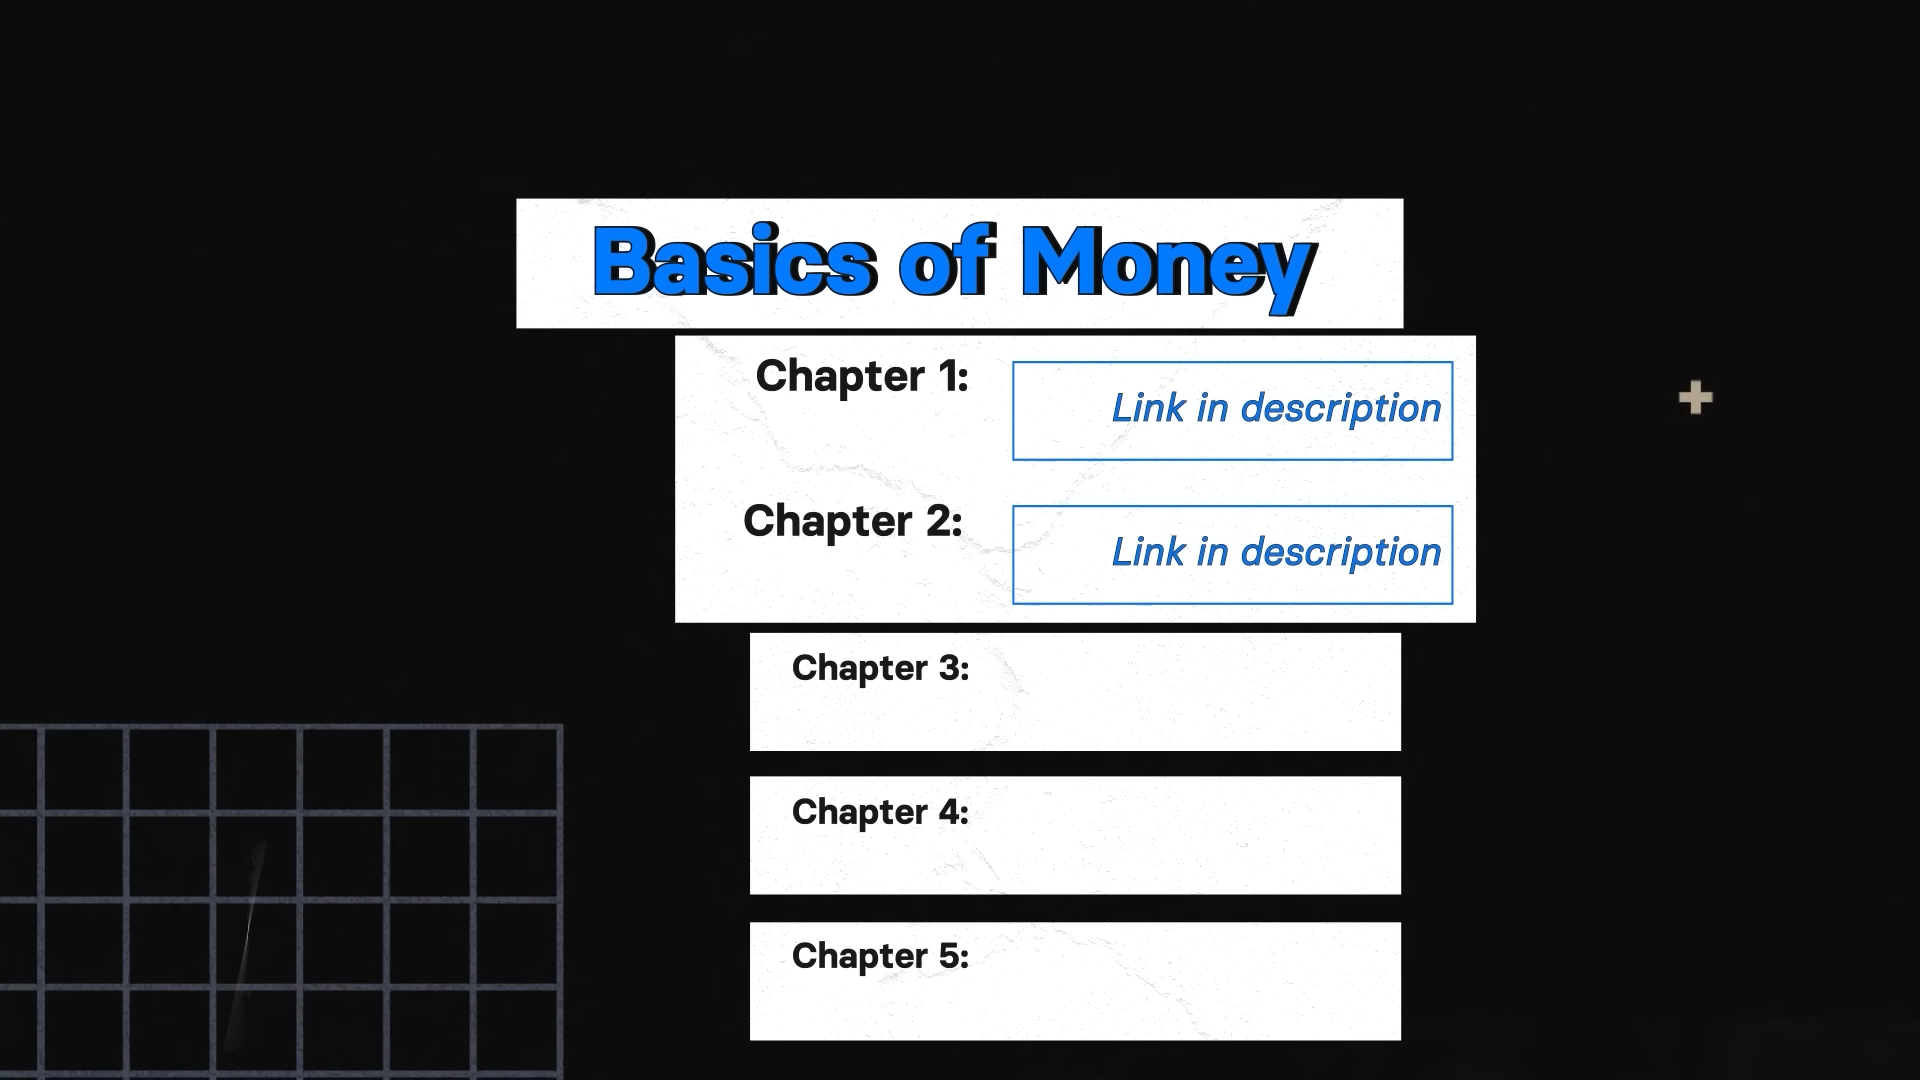 Basics of Money
Chapter 1:
Link in description
Chapter 2:
Link in description
Chapter 3:
Chapter 4:
Chapter 5: